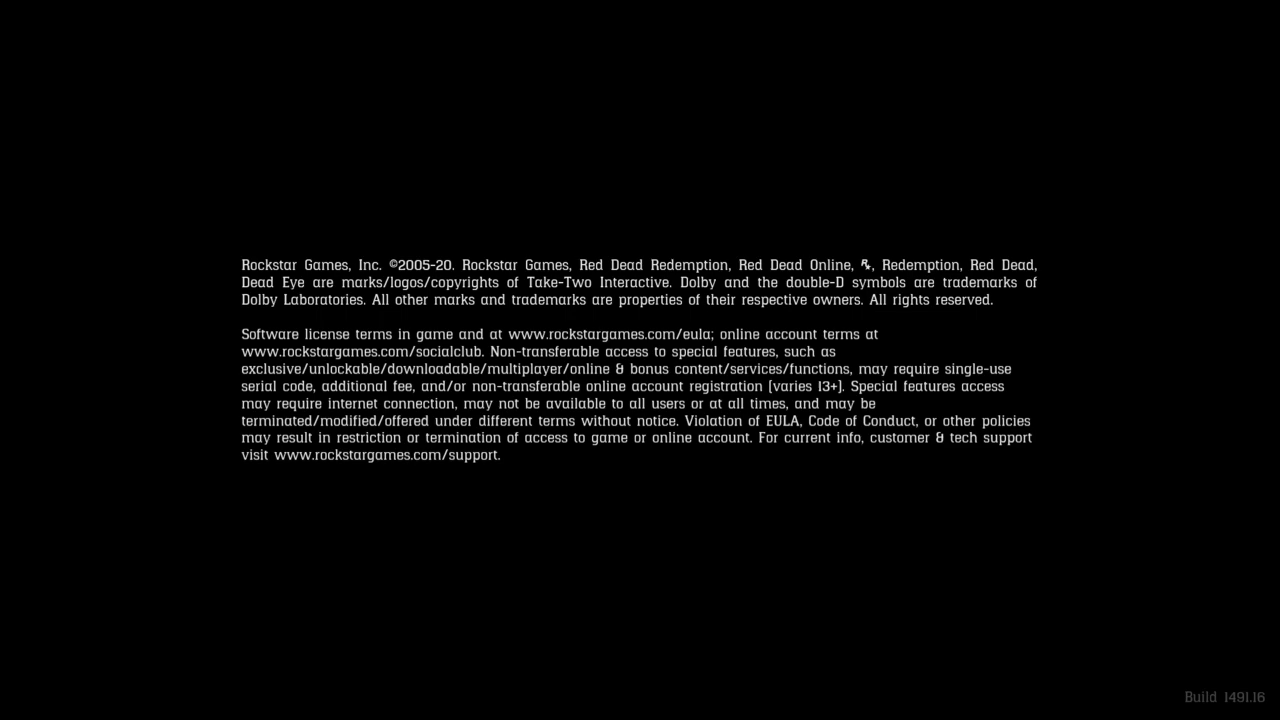 Rockstar Games, Inc. ©2005-20. Rockstar Games, Red Dead Redemption, Red Dead Online, R*, Redemption, Red Dead,
Dead Eye are marks/logos/copyrights of Take-Two Interactive. Dolby and the double-D symbols are trademarks of
Dolby Laboratories. All other marks and trademarks are properties of their respective owners. All rights reserved.
Software license terms in game and at www.rockstargames.com/eula; online account terms at
www.rockstargames.com/socialclub. Non-transferable access to special features, such as
exclusive/unlockable/downloadable/multiplayer/online & bonus content/services/functions, may require single-use
serial code, additional fee, and/or non-transferable online account registration (varies 13+). Special features access
may require internet connection, may not be available to all users or at all times, and may be
terminated/modified/offered under different terms without notice. Violation of EULA, Code of Conduct, or other policies
may result in restriction or termination of access to game or online account. For current info, customer & tech support
visit www.rockstargames.com/support.
Build 1491.16